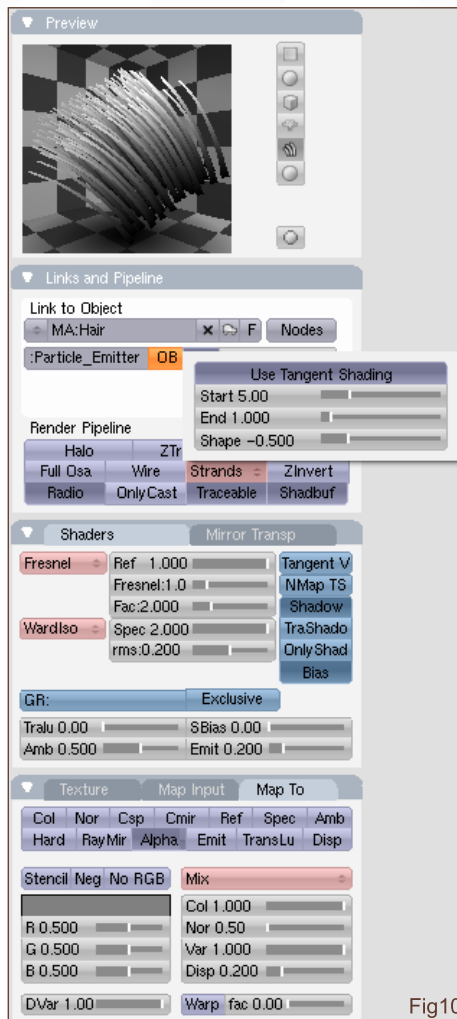 Preview
Links and Pipeline
Link to Object
MA:Hair F Nodes
:Particle_Emitter OB
Use Tangent Shading
Start 5.00
End 1.000
Shape -0.500
Render Pipeline
Halo ZTr
Full Osa Wire Strands ZInvert
Radio OnlyCast Traceable Shadbuf
Shaders Mirror Transp
Fresnel Ref 1.000 Tangent V
Fresnel:1.0 NMap TS
Fac:2.000 Shadow
WardIso Spec 2.000 TraShado
rms:0.200 OnlyShad
Bias
GR: Exclusive
Tralu 0.00 SBias 0.00
Amb 0.500 Emit 0.200
Texture Map Input Map To
Col Nor Csp Cmir Ref Spec Amb
Hard RayMir Alpha Emit TransLu Disp
Stencil Neg No RGB Mix
Col 1.000
R 0.500 Nor 0.50
G 0.500 Var 1.000
B 0.500 Disp 0.200
DVar 1.00 Warp fac 0.00
Fig10